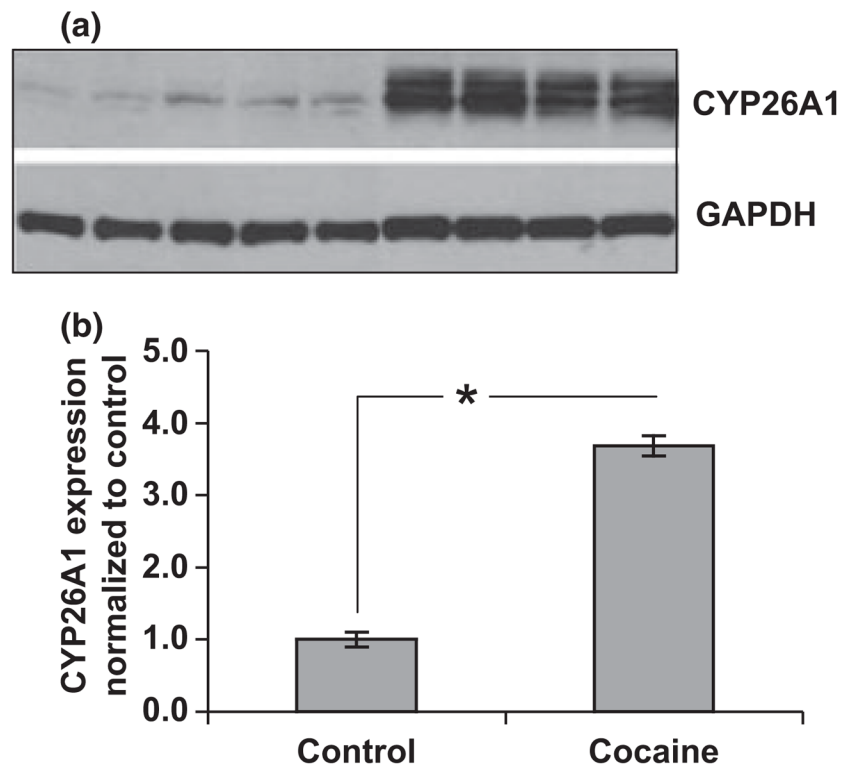 (a)
CYP26A1
GAPDH
(b)
CYP26A1 expression
normalized to control
5.0
4.0
3.0
2.0
1.0
0.0
*
Control
Cocaine